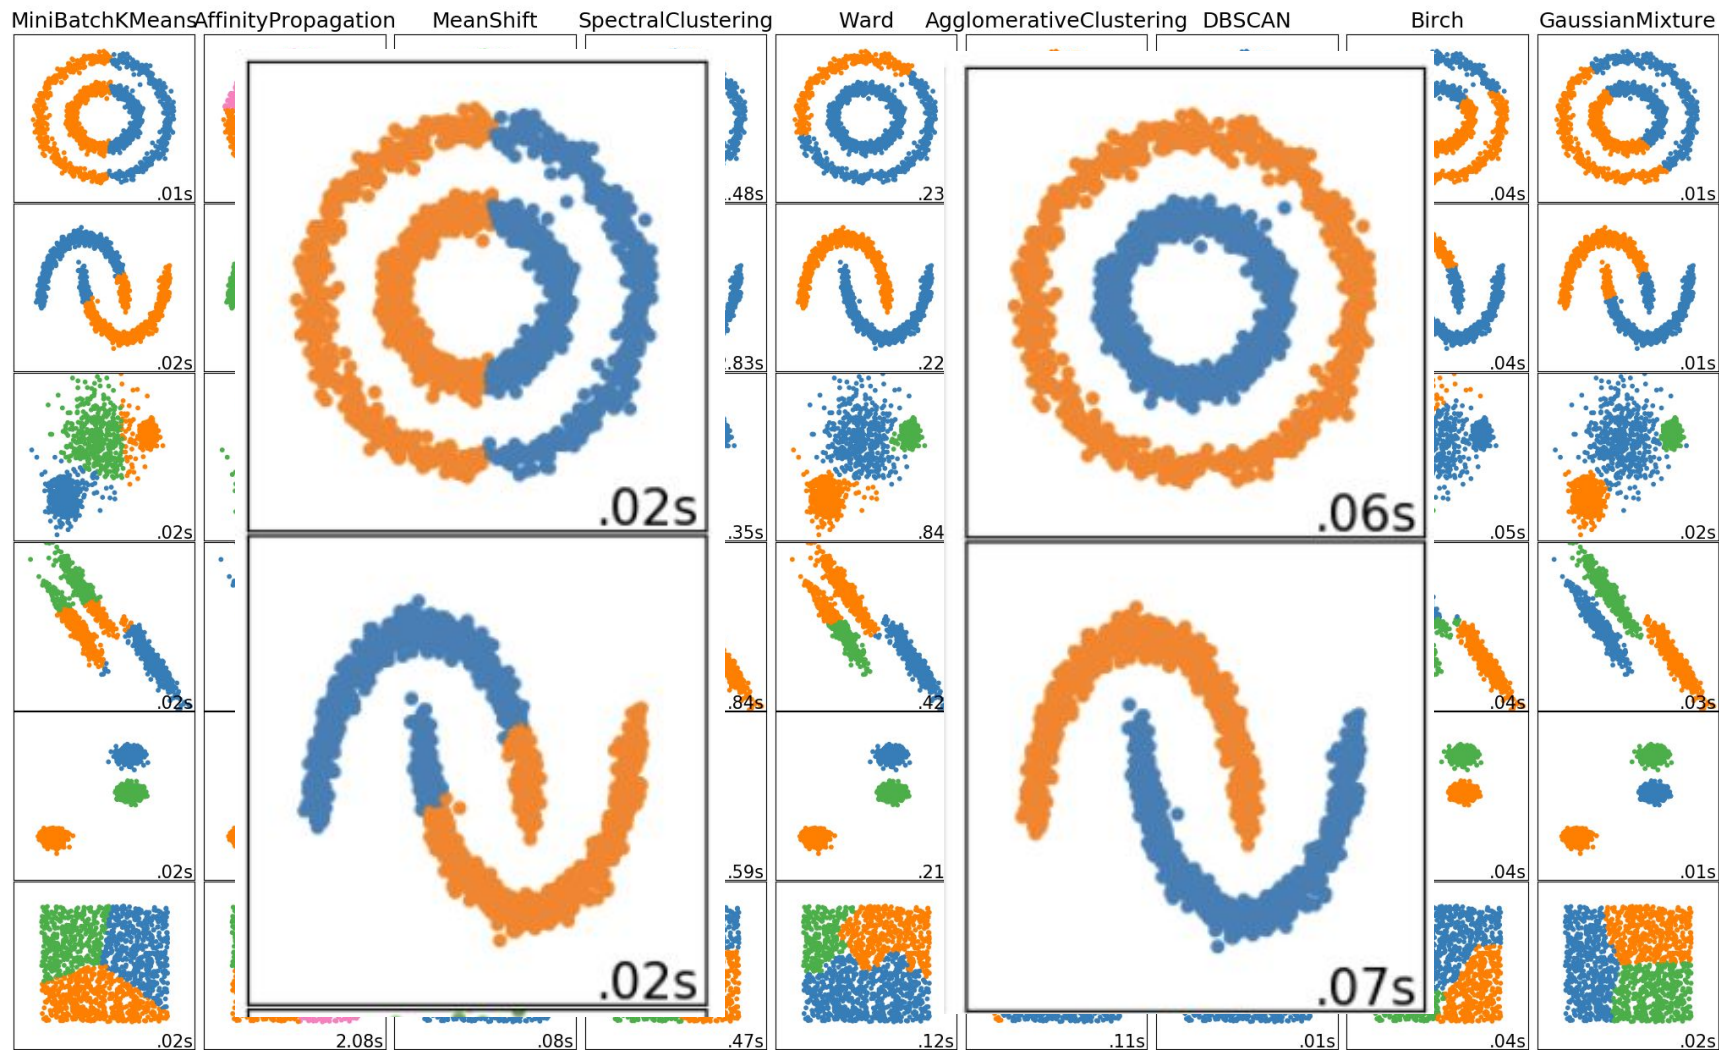 MiniBatchKMeans AffinityPropagation MeanShift SpectralClustering Ward AgglomerativeClustering DBSCAN Birch GaussianMixture
.01s .48s .23 .04s .01s
.02s .83s .22 .04s .01s
.02s .06s
.02s .35s .84 .05s .02s
.02s .84s .42 .04s .03s
.02s .59s .21 .04s .01s
.02s .07s
.02s 2.08s .08s .47s .12s .11s .01s .04s .02s